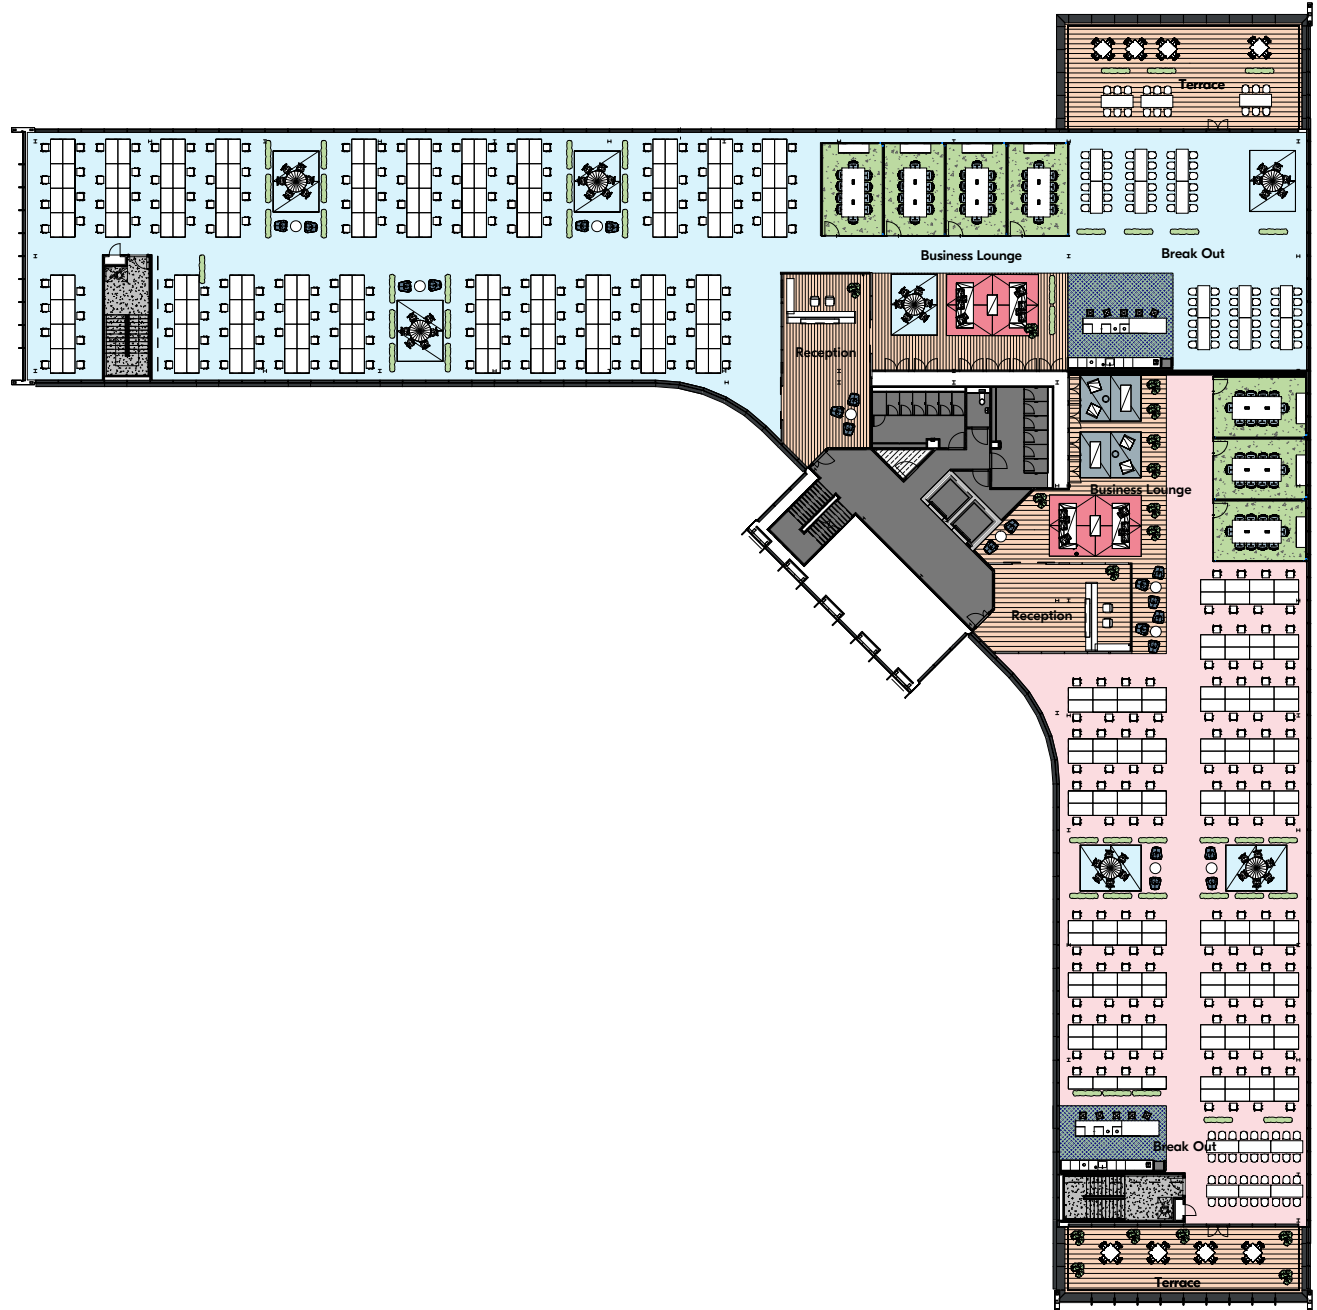 Terrace
Business Lounge
Break Out
Reception
Business Lounge
Reception
Break Out
Terrace